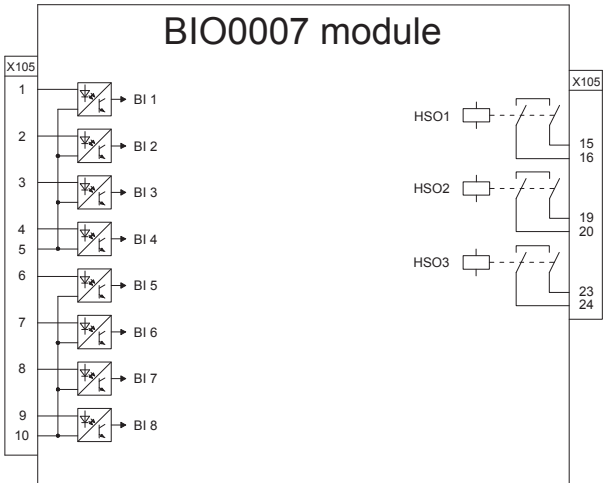 BIO0007 module
X105
1
BI 1
2
BI 2
3
BI 3
4
5
BI 4
6
BI 5
7
BI 6
8
BI 7
9
10
BI 8
X105
HSO1
15
16
HSO2
19
20
HSO3
23
24